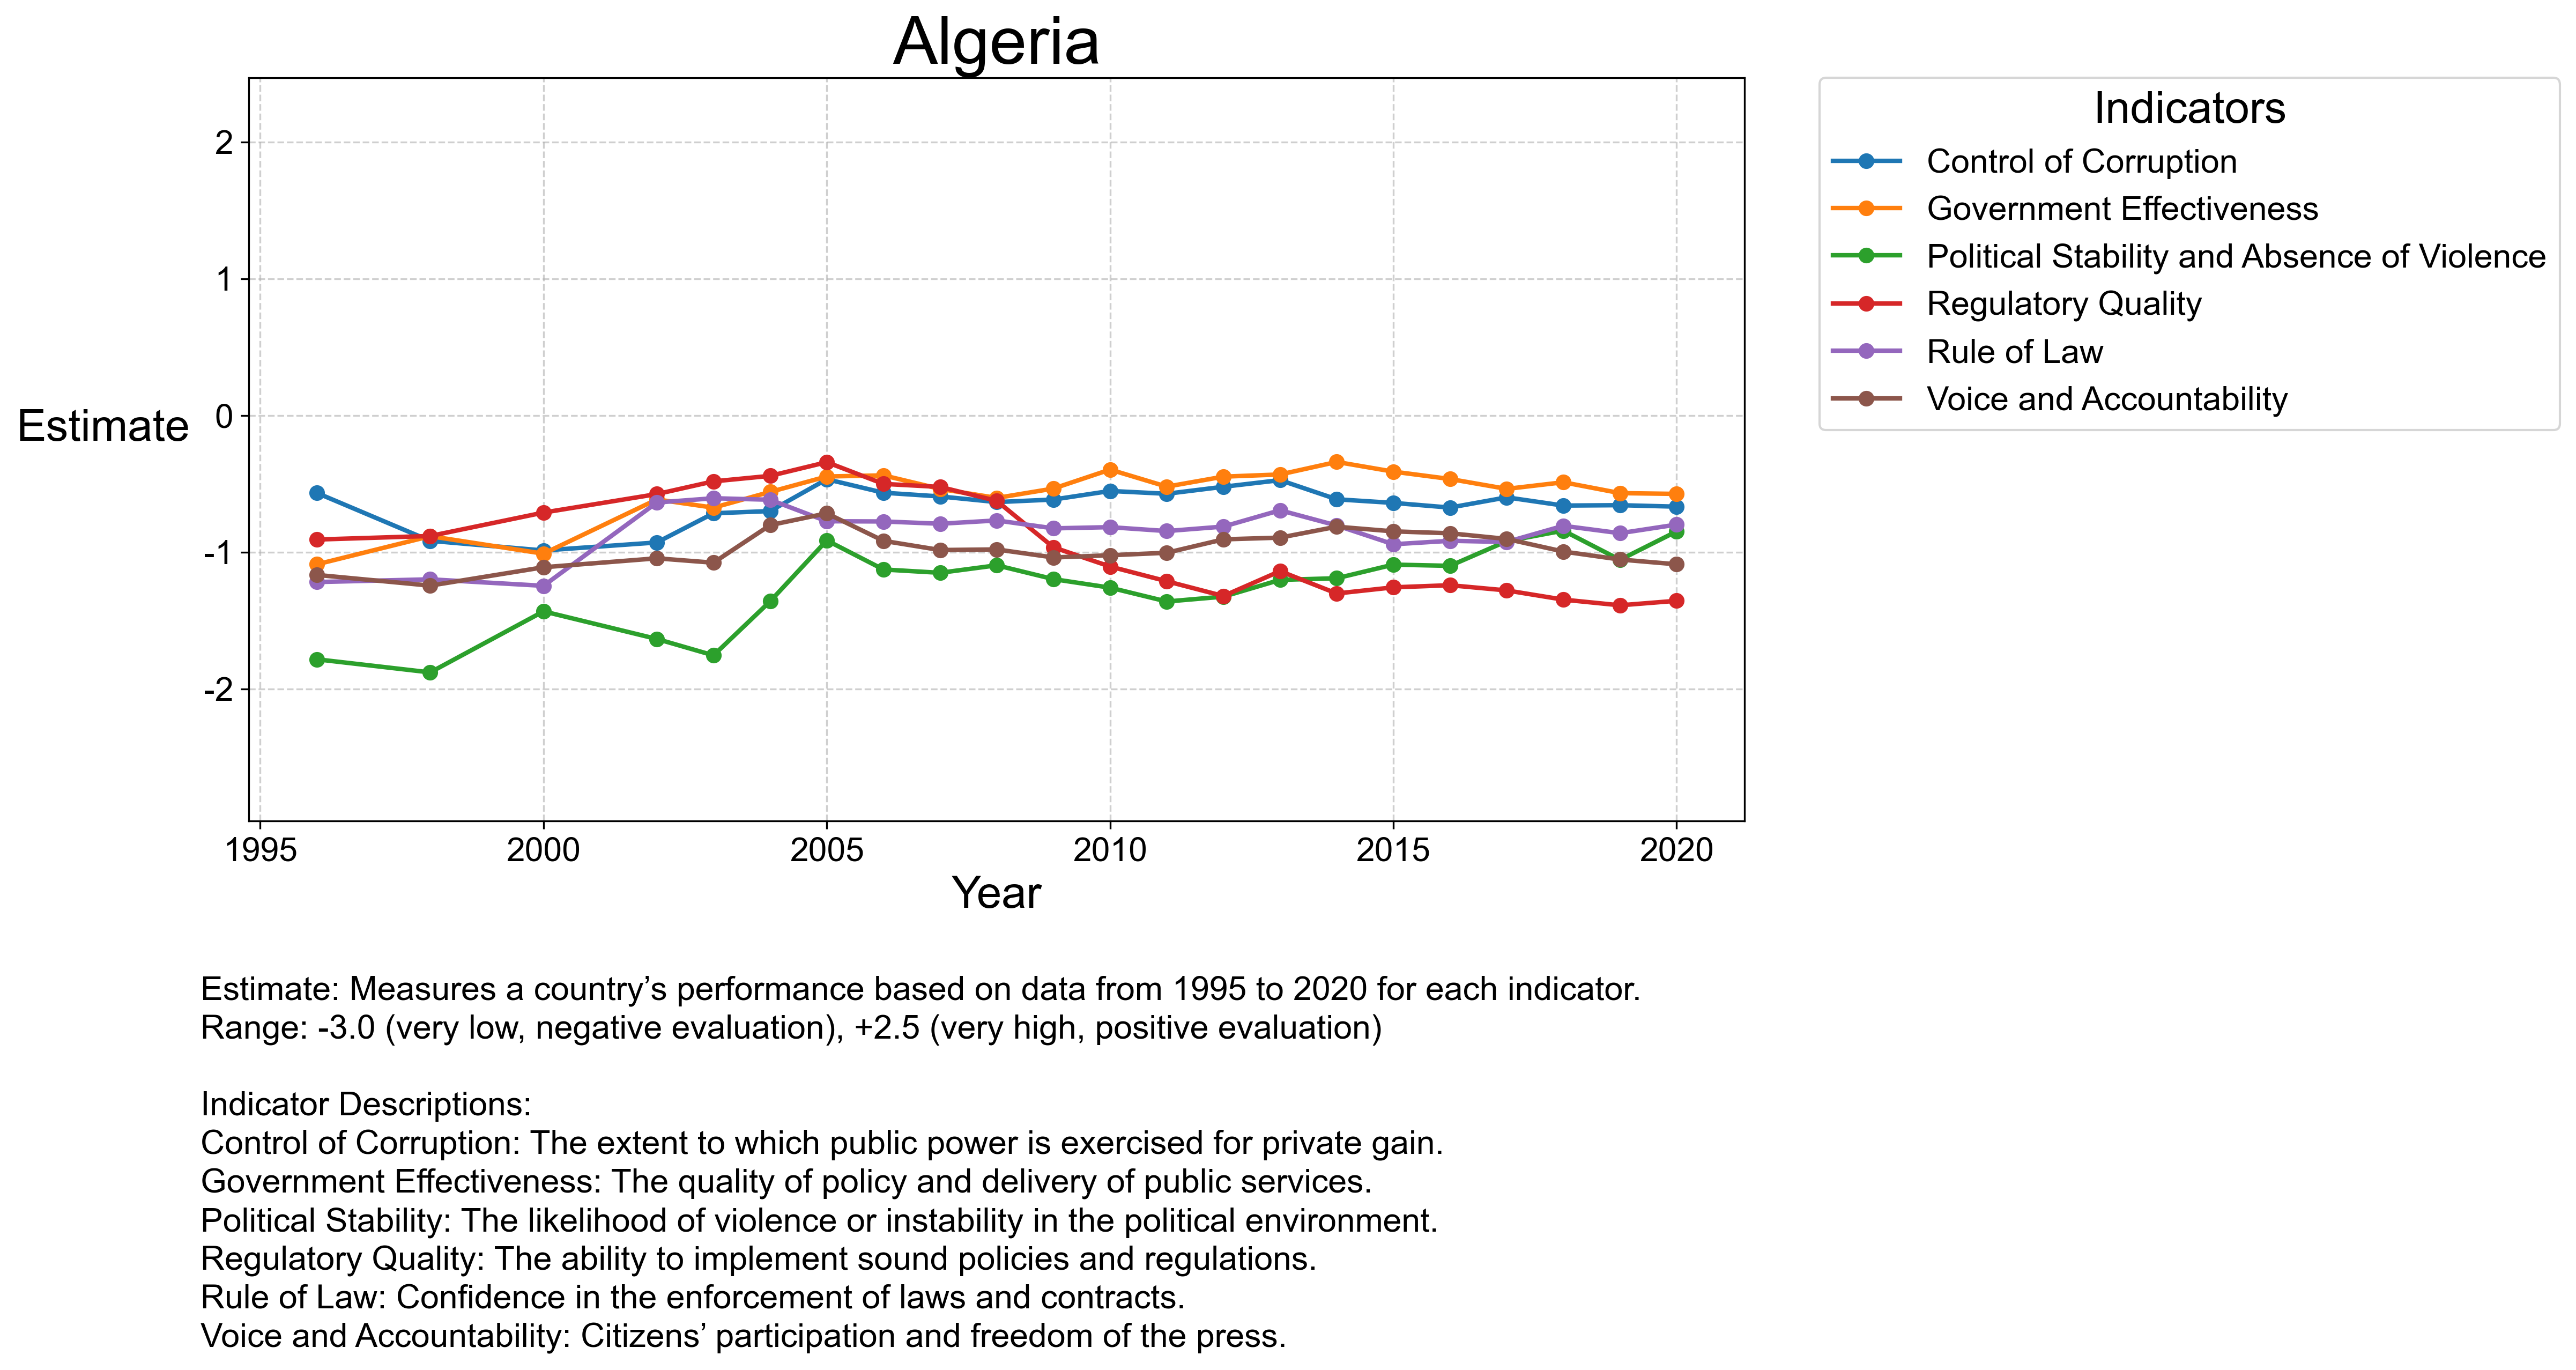 Algeria
Indicators
Control of Corruption
Government Effectiveness
Political Stability and Absence of Violence
Regulatory Quality
Rule of Law
Voice and Accountability
Estimate
2
1
0
-1
-2
1995 2000 2005 2010 2015 2020
Year
Estimate: Measures a country’s performance based on data from 1995 to 2020 for each indicator.
Range: -3.0 (very low, negative evaluation), +2.5 (very high, positive evaluation)
Indicator Descriptions:
Control of Corruption: The extent to which public power is exercised for private gain.
Government Effectiveness: The quality of policy and delivery of public services.
Political Stability: The likelihood of violence or instability in the political environment.
Regulatory Quality: The ability to implement sound policies and regulations.
Rule of Law: Confidence in the enforcement of laws and contracts.
Voice and Accountability: Citizens’ participation and freedom of the press.